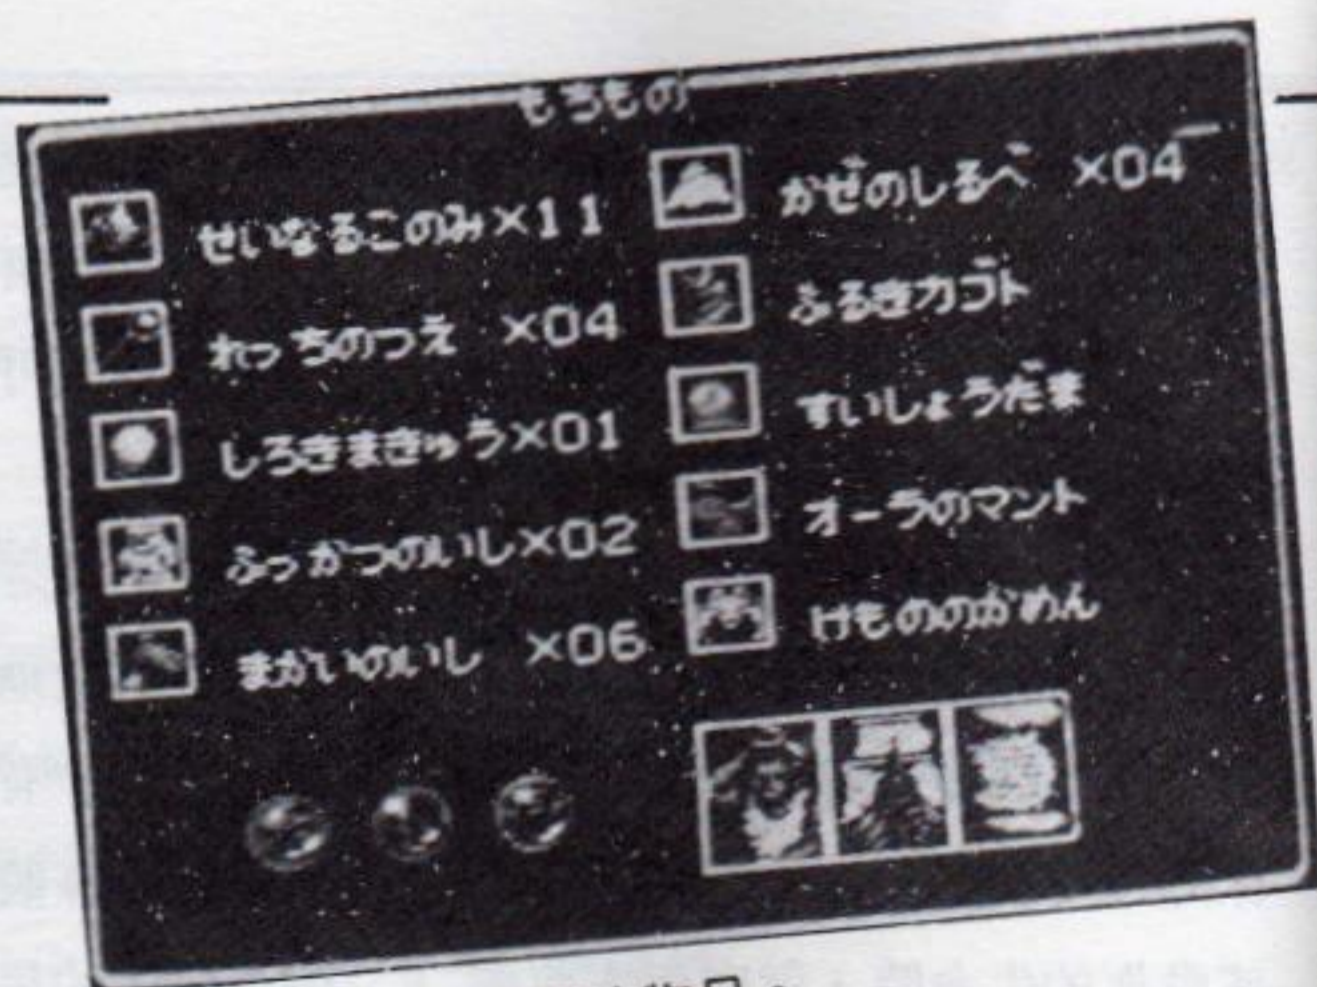 もちもの
せいなるこのみ×11
れっちのつえ ×04
しろきまきゅう×01
ふっかつのいし×02
まがいのいし ×06
かぜのしるべ ×04
ふるきカゴト
すいしょうだま
オーラのマント
けもののかめん